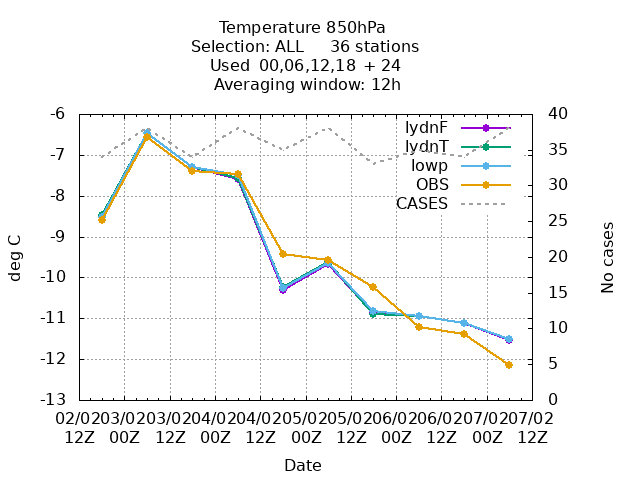 Temperature 850hPa
Selection: ALL 36 stations
Used 00,06,12,18 + 24
Averaging window: 12h
-6
-7
-8
-9
-10
-11
-12
-13
deg C
40
35
30
25
20
15
10
5
0
No cases
lydnF
lydnT
lowp
OBS
CASES
02/02 03/02 03/02 04/02 04/02 05/02 05/02 06/02 06/02 07/02 07/02
12Z 00Z 12Z 00Z 12Z 00Z 12Z 00Z 12Z 00Z 12Z
Date